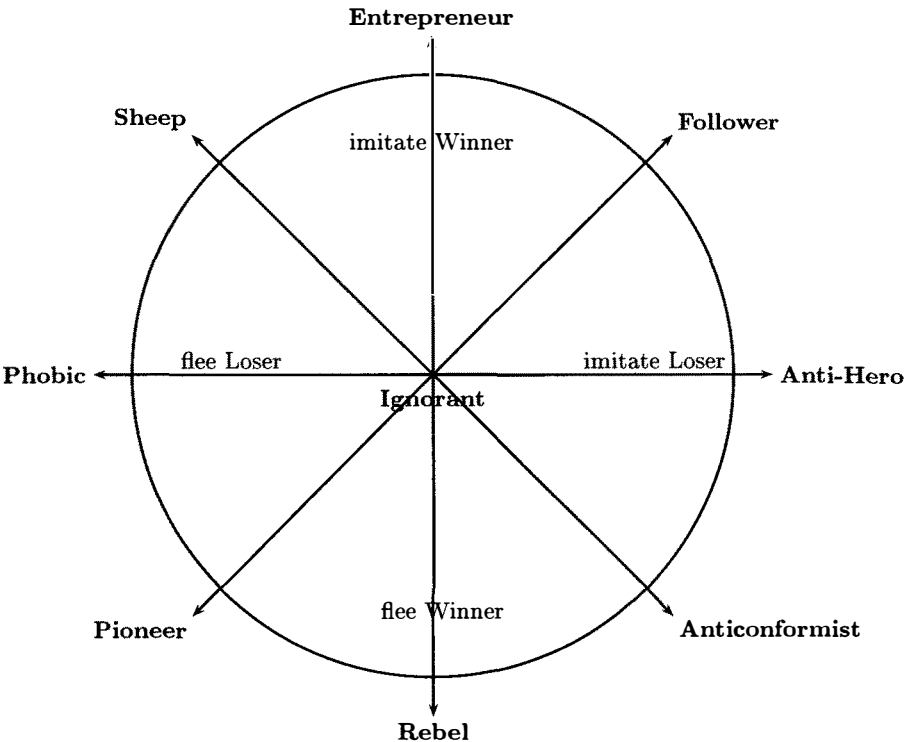 Entrepreneur
Sheep
Follower
imitate Winner
flee Loser
imitate Loser
Phobic
Anti-Hero
Ignorant
flee Winner
Pioneer
Anticonformist
Rebel